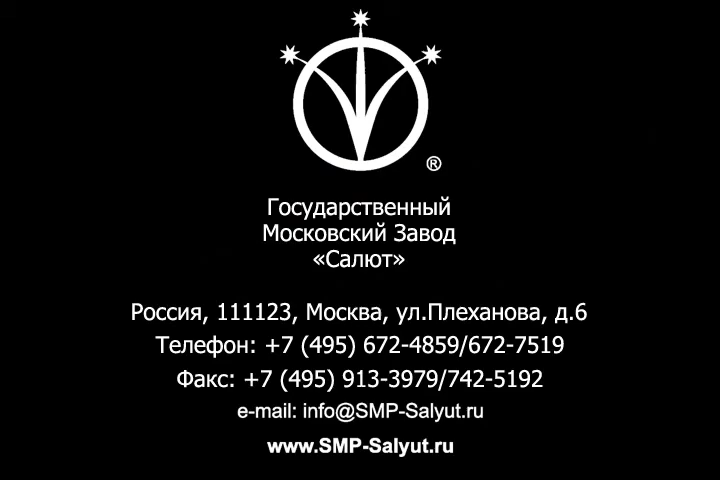 ®
Государственный
Московский Завод
«Салют»
Россия, 111123, Москва, ул.Плеханова, д.6
Телефон: +7 (495) 672-4859/672-7519
Факс: +7 (495) 913-3979/742-5192
e-mail: info@SMP-Salyut.ru
www.SMP-Salyut.ru